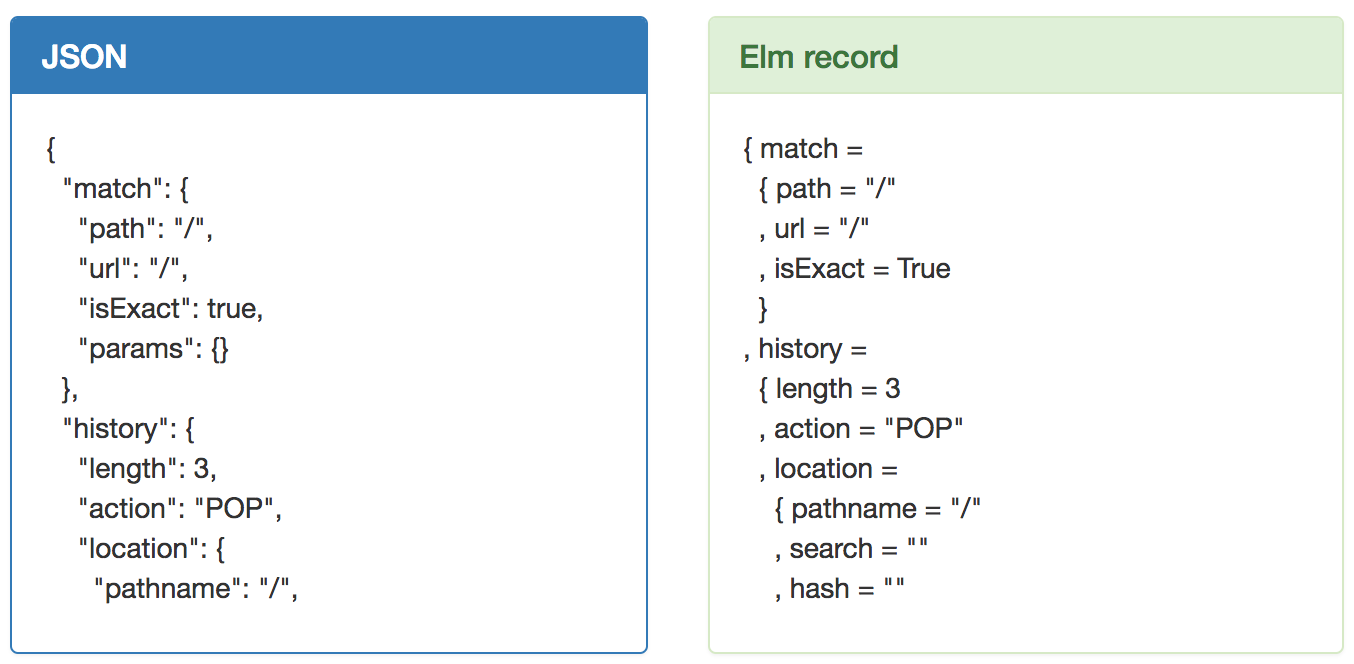 JSON
{
"match": {
"path": "/",
"url": "/",
"isExact": true,
"params": {}
},
"history": {
"length": 3,
"action": "POP",
"location": {
"pathname": "/",
Elm record
{ match =
{ path = "/"
, url = "/"
, isExact = True
}
, history =
{ length = 3
, action = "POP"
, location =
{ pathname = "/"
, search = ""
, hash = ""